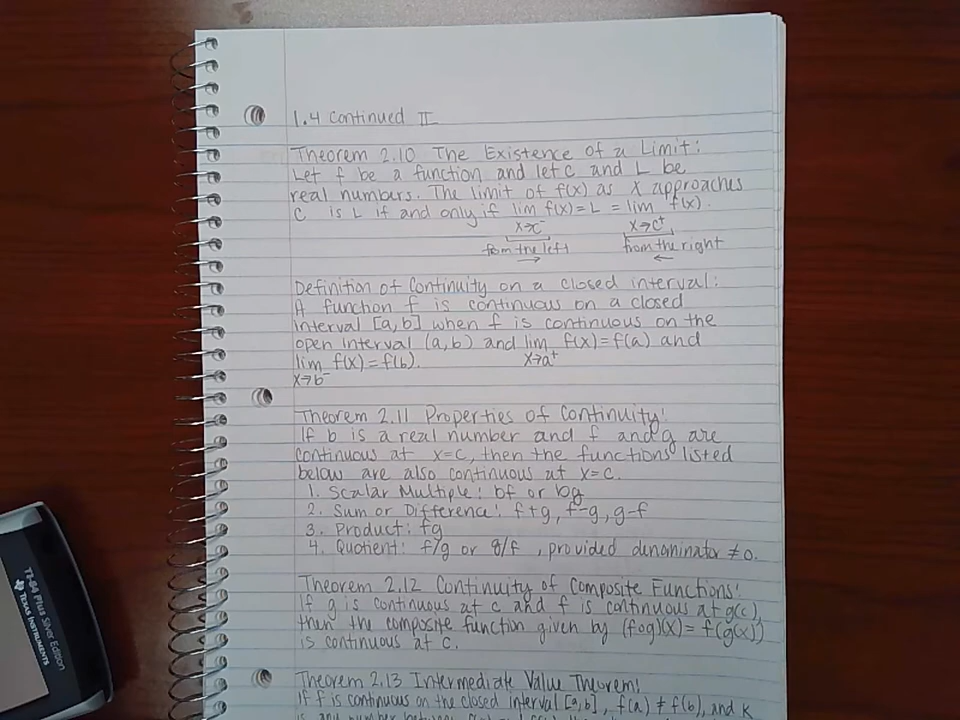 1.4 Continued II
Theorem 2.10 The Existence of a Limit:
Let f be a function and let c and L be
real numbers. The limit of f(x) as x approaches
c is L if and only if lim f(x) = L = lim f(x).
x→c⁻ x→c⁺
from the left from the right
→ ←
Definition of Continuity on a closed interval:
A function f is continuous on a closed
interval [a,b] when f is continuous on the
open interval (a,b) and lim f(x) = f(a) and
lim f(x) = f(b). x→a⁺
x→b⁻
Theorem 2.11 Properties of Continuity:
If b is a real number and f and g are
continuous at x=c, then the functions listed
below are also continuous at x=c.
1. Scalar Multiple: bf or bg
2. Sum or Difference: f+g, f-g, g-f
3. Product: fg
4. Quotient: f/g or g/f, provided denominator ≠ 0.
Theorem 2.12 Continuity of Composite Functions:
If g is continuous at c and f is continuous at g(c),
then the composite function given by (f∘g)(x) = f(g(x))
is continuous at c.
Theorem 2.13 Intermediate Value Theorem:
If f is continuous on the closed interval [a,b], f(a) ≠ f(b), and k
is any number between
TI-84 Plus Silver Edition
TEXAS INSTRUMENTS